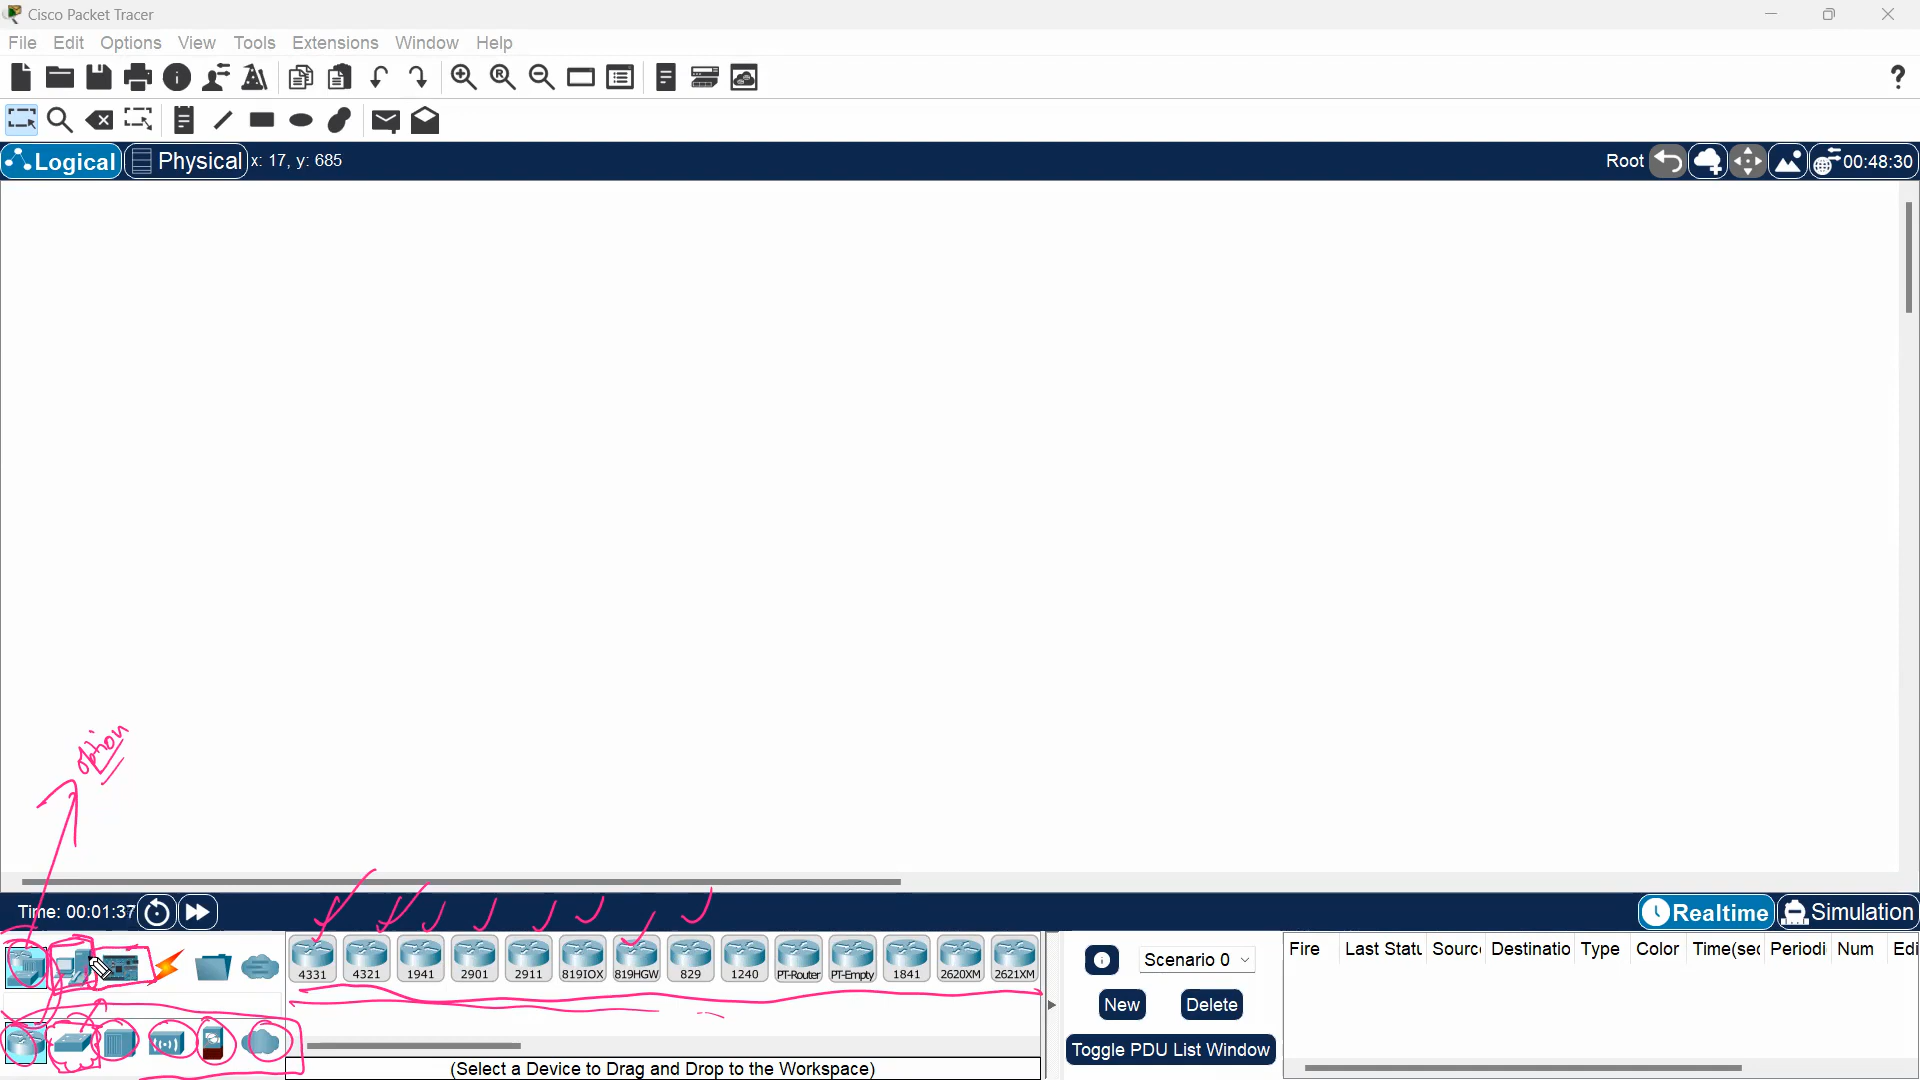 Cisco Packet Tracer
File Edit Options View Tools Extensions Window Help
Logical Physical x: 17, y: 685 Root 00:48:30
option
Time: 00:01:37 Realtime Simulation
4331 4321 1941 2901 2911 819IOX 819HGW 829 1240 PT-Router PT-Empty 1841 2620XM 2621XM
Scenario 0
New Delete
Toggle PDU List Window
Fire Last Statu Sourc Destinatio Type Color Time(sec Periodi Num Edi
(Select a Device to Drag and Drop to the Workspace)